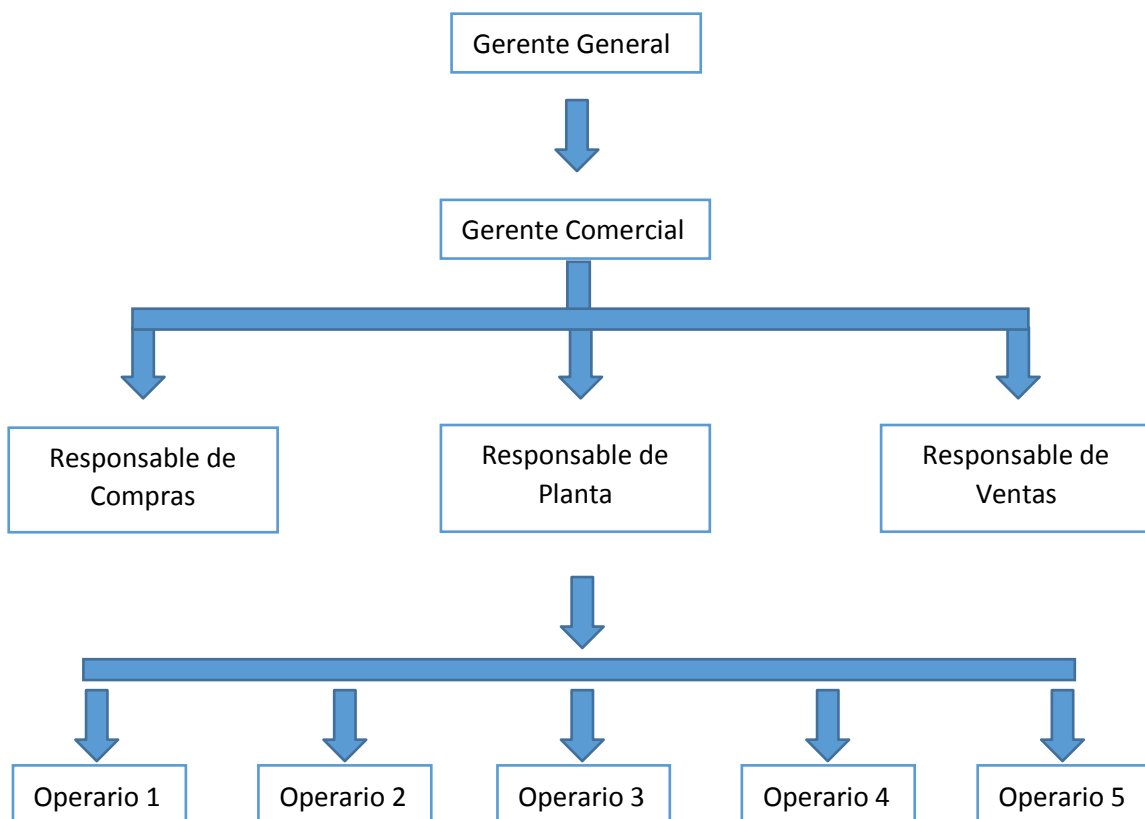 Gerente General
Gerente Comercial
Responsable de
Compras
Responsable de
Planta
Responsable de
Ventas
Operario 1
Operario 2
Operario 3
Operario 4
Operario 5